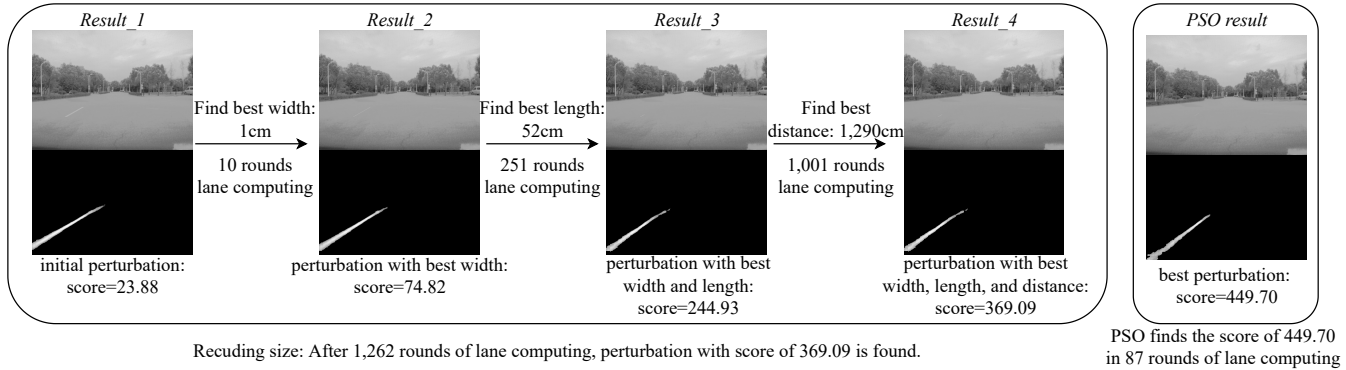 Result_1
Result_2
Result_3
Result_4
PSO result
Find best width:
1cm
10 rounds
lane computing
Find best length:
52cm
251 rounds
lane computing
Find best
distance: 1,290cm
1,001 rounds
lane computing
initial perturbation:
score=23.88
perturbation with best width:
score=74.82
perturbation with best
width and length:
score=244.93
perturbation with best
width, length, and distance:
score=369.09
best perturbation:
score=449.70
Recuding size: After 1,262 rounds of lane computing, perturbation with score of 369.09 is found.
PSO finds the score of 449.70
in 87 rounds of lane computing